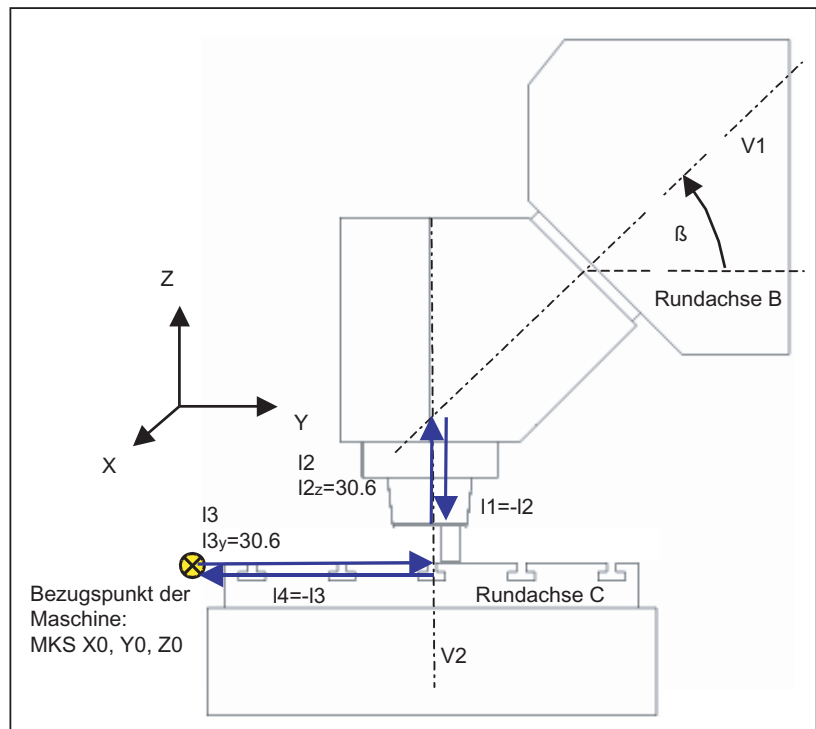 V1
ß
Rundachse B
Z
Y
X
l2
l2z=30.6
l1=-l2
l3
l3y=30.6
Bezugspunkt der
Maschine:
MKS X0, Y0, Z0
l4=-l3
Rundachse C
V2